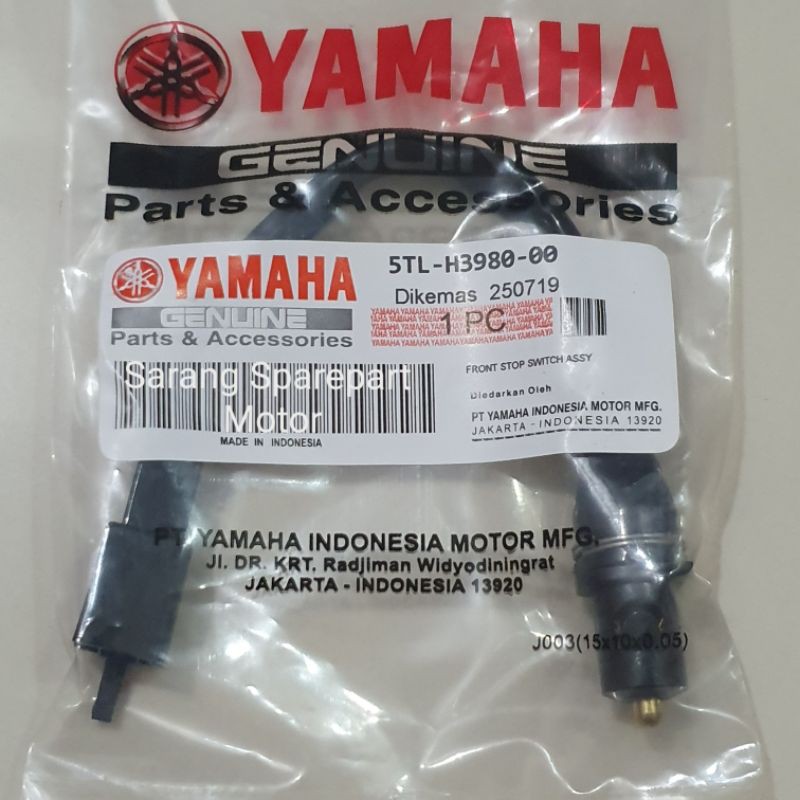 YAMAHA
GENUINE
Parts & Accessories
YAMAHA
GENUINE
Parts & Accessories
5TL-H3980-00
Dikemas 250719
1 PC
FRONT STOP SWITCH ASSY
Diedarkan Oleh
PT YAMAHA INDONESIA MOTOR MFG.
JAKARTA - INDONESIA 13920
Sarang Sparepart
Motor
MADE IN INDONESIA
PT. YAMAHA INDONESIA MOTOR MFG.
Jl. DR. KRT. Radjiman Widyodiningrat
JAKARTA - INDONESIA 13920
J003(15x10x0.05)